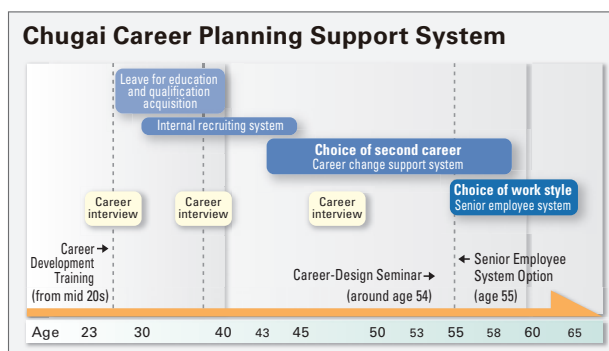 Chugai Career Planning Support System
Leave for education
and qualification
acquisition
Internal recruiting system
Choice of second career
Career change support system
Choice of work style
Senior employee system
Career
interview
Career
interview
Career
interview
Career
Development
Training
(from mid 20s)
Career-Design Seminar
(around age 54)
Senior Employee
System Option
(age 55)
Age 23 30 40 43 45 50 53 55 58 60 65